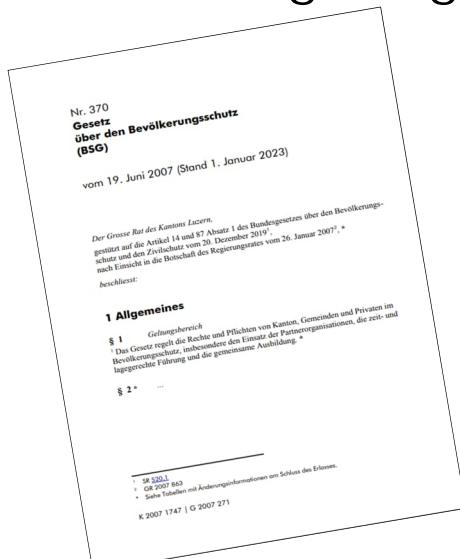 Nr. 370
Gesetz
über den Bevölkerungsschutz
(BSG)
vom 19. Juni 2007 (Stand 1. Januar 2023)
Der Grosse Rat des Kantons Luzern,
gestützt auf die Artikel 14 und 87 Absatz 1 des Bundesgesetzes über den Bevölkerungs-
schutz und den Zivilschutz vom 20. Dezember 2019¹,
nach Einsicht in die Botschaft des Regierungsrates vom 26. Januar 2007², *
beschliesst:
1 Allgemeines
§ 1 Geltungsbereich
¹ Das Gesetz regelt die Rechte und Pflichten von Kanton, Gemeinden und Privaten im
Bevölkerungsschutz, insbesondere den Einsatz der Partnerorganisationen, die zeit- und
lagegerechte Führung und die gemeinsame Ausbildung. *
§ 2 * ...
¹ SR 520.1
² GR 2007 863
* Siehe Tabellen mit Änderungsinformationen am Schluss des Erlasses.
K 2007 1747 | G 2007 271